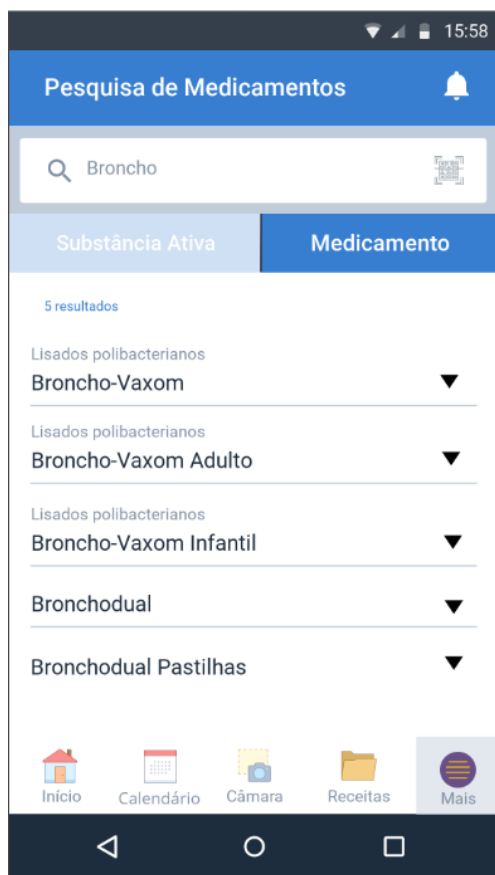 15:58
Pesquisa de Medicamentos
Broncho
Substância Ativa Medicamento
5 resultados
Lisados polibacterianos
Broncho-Vaxom
Lisados polibacterianos
Broncho-Vaxom Adulto
Lisados polibacterianos
Broncho-Vaxom Infantil
Bronchodual
Bronchodual Pastilhas
Início Calendário Câmara Receitas Mais